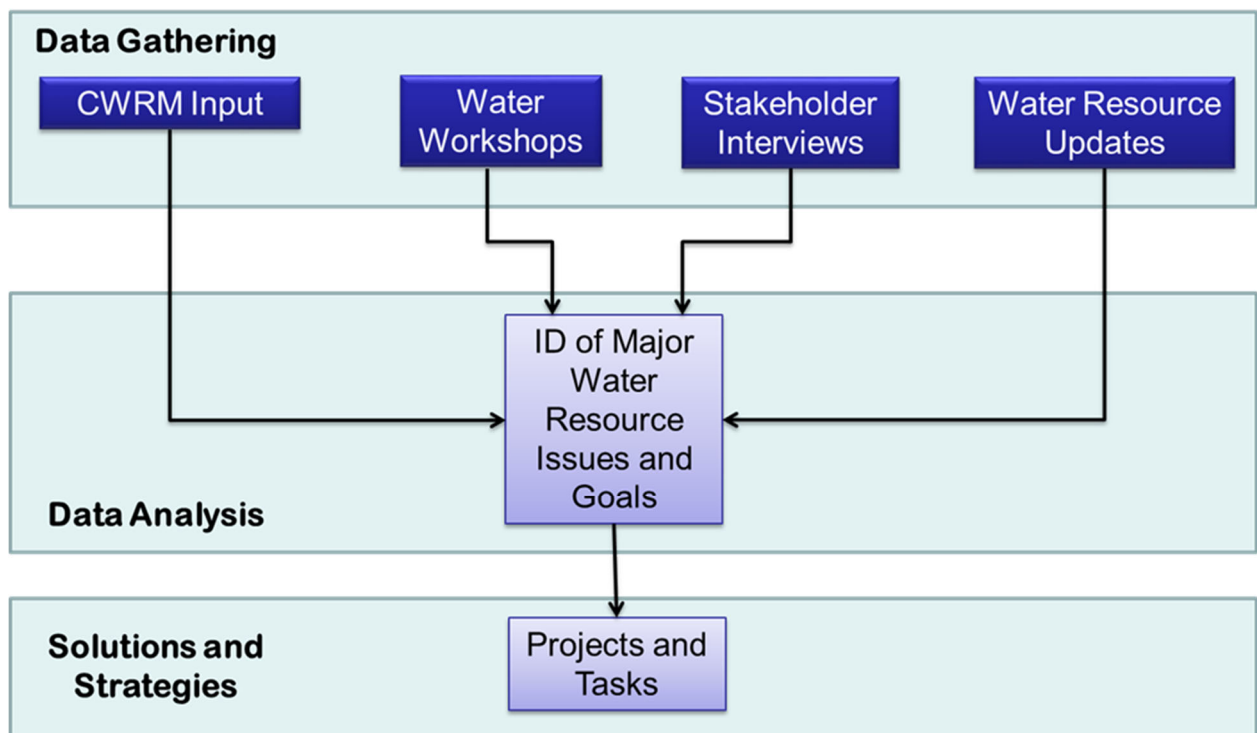 Data Gathering
CWRM Input
Water
Workshops
Stakeholder
Interviews
Water Resource
Updates
ID of Major
Water
Resource
Issues and
Goals
Data Analysis
Solutions and
Strategies
Projects and
Tasks